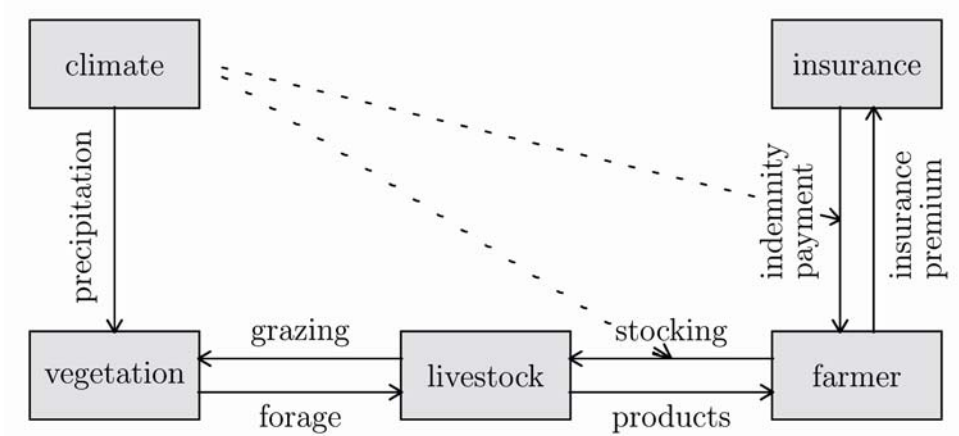 climate
insurance
precipitation
indemnity
payment
insurance
premium
grazing
stocking
vegetation
livestock
farmer
forage
products